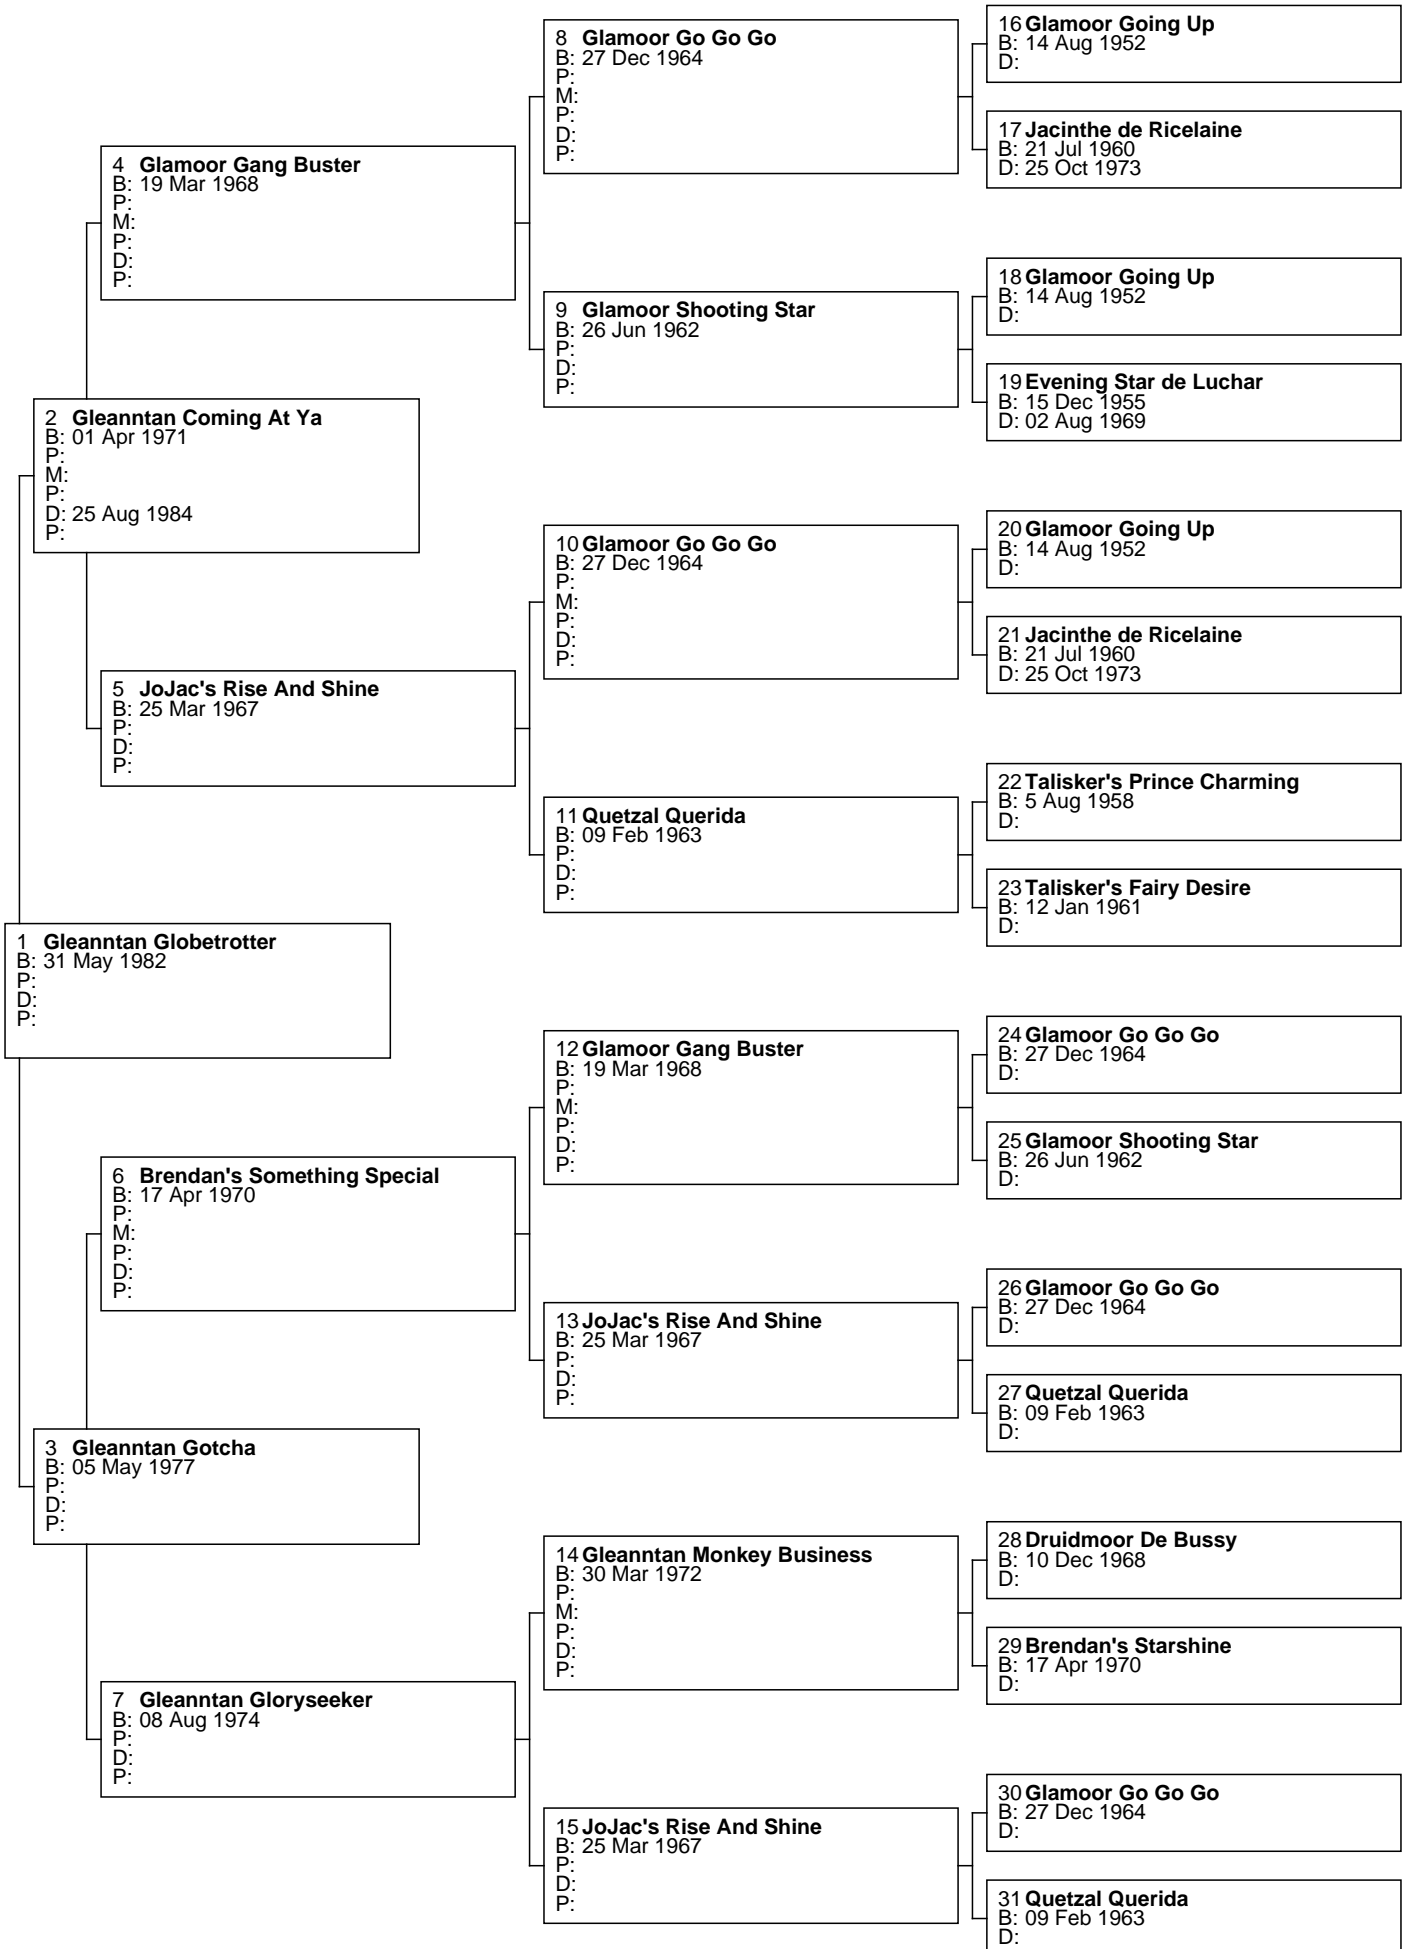 8 Glamoor Go Go Go
B: 27 Dec 1964
P:
M:
P:
D:
P:
16 Glamoor Going Up
B: 14 Aug 1952
D:
17 Jacinthe de Ricelaine
B: 21 Jul 1960
D: 25 Oct 1973
4 Glamoor Gang Buster
B: 19 Mar 1968
P:
M:
P:
D:
P:
9 Glamoor Shooting Star
B: 26 Jun 1962
P:
D:
P:
18 Glamoor Going Up
B: 14 Aug 1952
D:
19 Evening Star de Luchar
B: 15 Dec 1955
D: 02 Aug 1969
2 Gleanntan Coming At Ya
B: 01 Apr 1971
P:
M:
P:
D: 25 Aug 1984
P:
10 Glamoor Go Go Go
B: 27 Dec 1964
P:
M:
P:
D:
P:
20 Glamoor Going Up
B: 14 Aug 1952
D:
21 Jacinthe de Ricelaine
B: 21 Jul 1960
D: 25 Oct 1973
5 JoJac's Rise And Shine
B: 25 Mar 1967
P:
D:
P:
11 Quetzal Querida
B: 09 Feb 1963
P:
D:
P:
22 Talisker's Prince Charming
B: 5 Aug 1958
D:
23 Talisker's Fairy Desire
B: 12 Jan 1961
D:
1 Gleanntan Globetrotter
B: 31 May 1982
P:
D:
P:
12 Glamoor Gang Buster
B: 19 Mar 1968
P:
M:
P:
D:
P:
24 Glamoor Go Go Go
B: 27 Dec 1964
D:
25 Glamoor Shooting Star
B: 26 Jun 1962
D:
6 Brendan's Something Special
B: 17 Apr 1970
P:
M:
P:
D:
P:
13 JoJac's Rise And Shine
B: 25 Mar 1967
P:
D:
P:
26 Glamoor Go Go Go
B: 27 Dec 1964
D:
27 Quetzal Querida
B: 09 Feb 1963
D:
3 Gleanntan Gotcha
B: 05 May 1977
P:
D:
P:
14 Gleanntan Monkey Business
B: 30 Mar 1972
P:
M:
P:
D:
P:
28 Druidmoor De Bussy
B: 10 Dec 1968
D:
29 Brendan's Starshine
B: 17 Apr 1970
D:
7 Gleanntan Gloryseeker
B: 08 Aug 1974
P:
D:
P:
15 JoJac's Rise And Shine
B: 25 Mar 1967
P:
D:
P:
30 Glamoor Go Go Go
B: 27 Dec 1964
D:
31 Quetzal Querida
B: 09 Feb 1963
D: